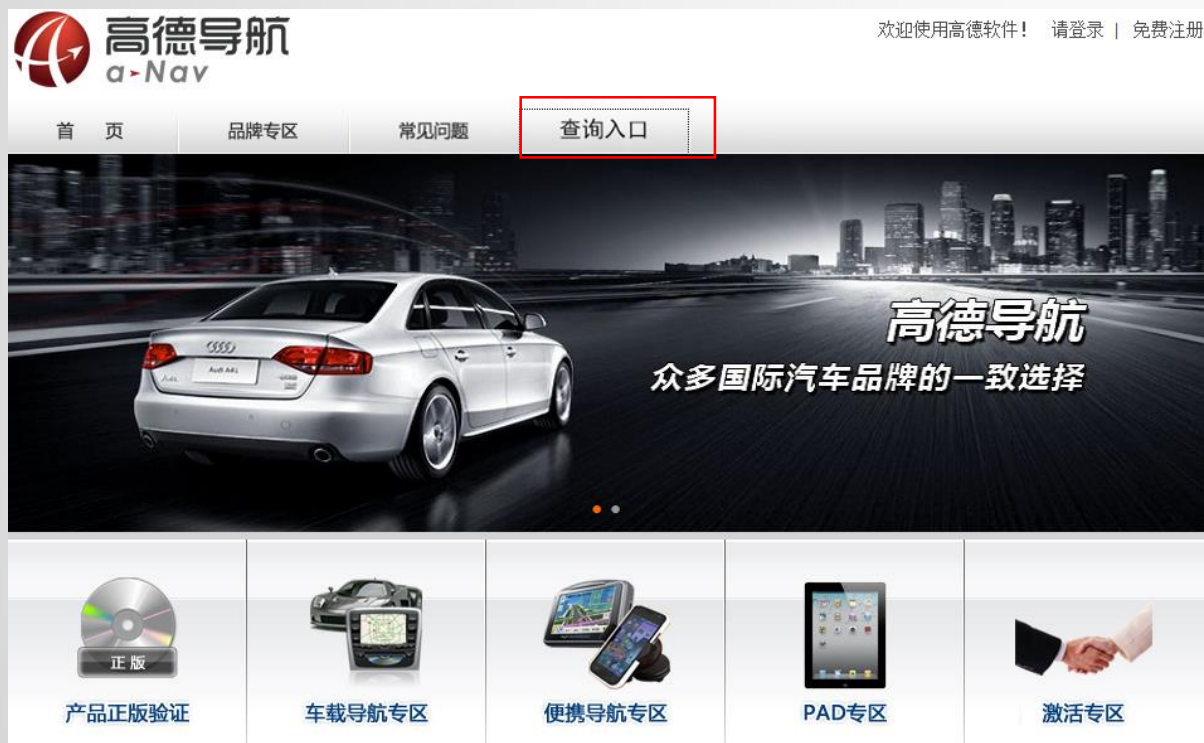 高德导航
a-Nav
欢迎使用高德软件! 请登录 | 免费注册
首 页 品牌专区 常见问题 查询入口
高德导航
众多国际汽车品牌的一致选择
Audi A4L
正版
产品正版验证 车载导航专区 便携导航专区 PAD专区 激活专区